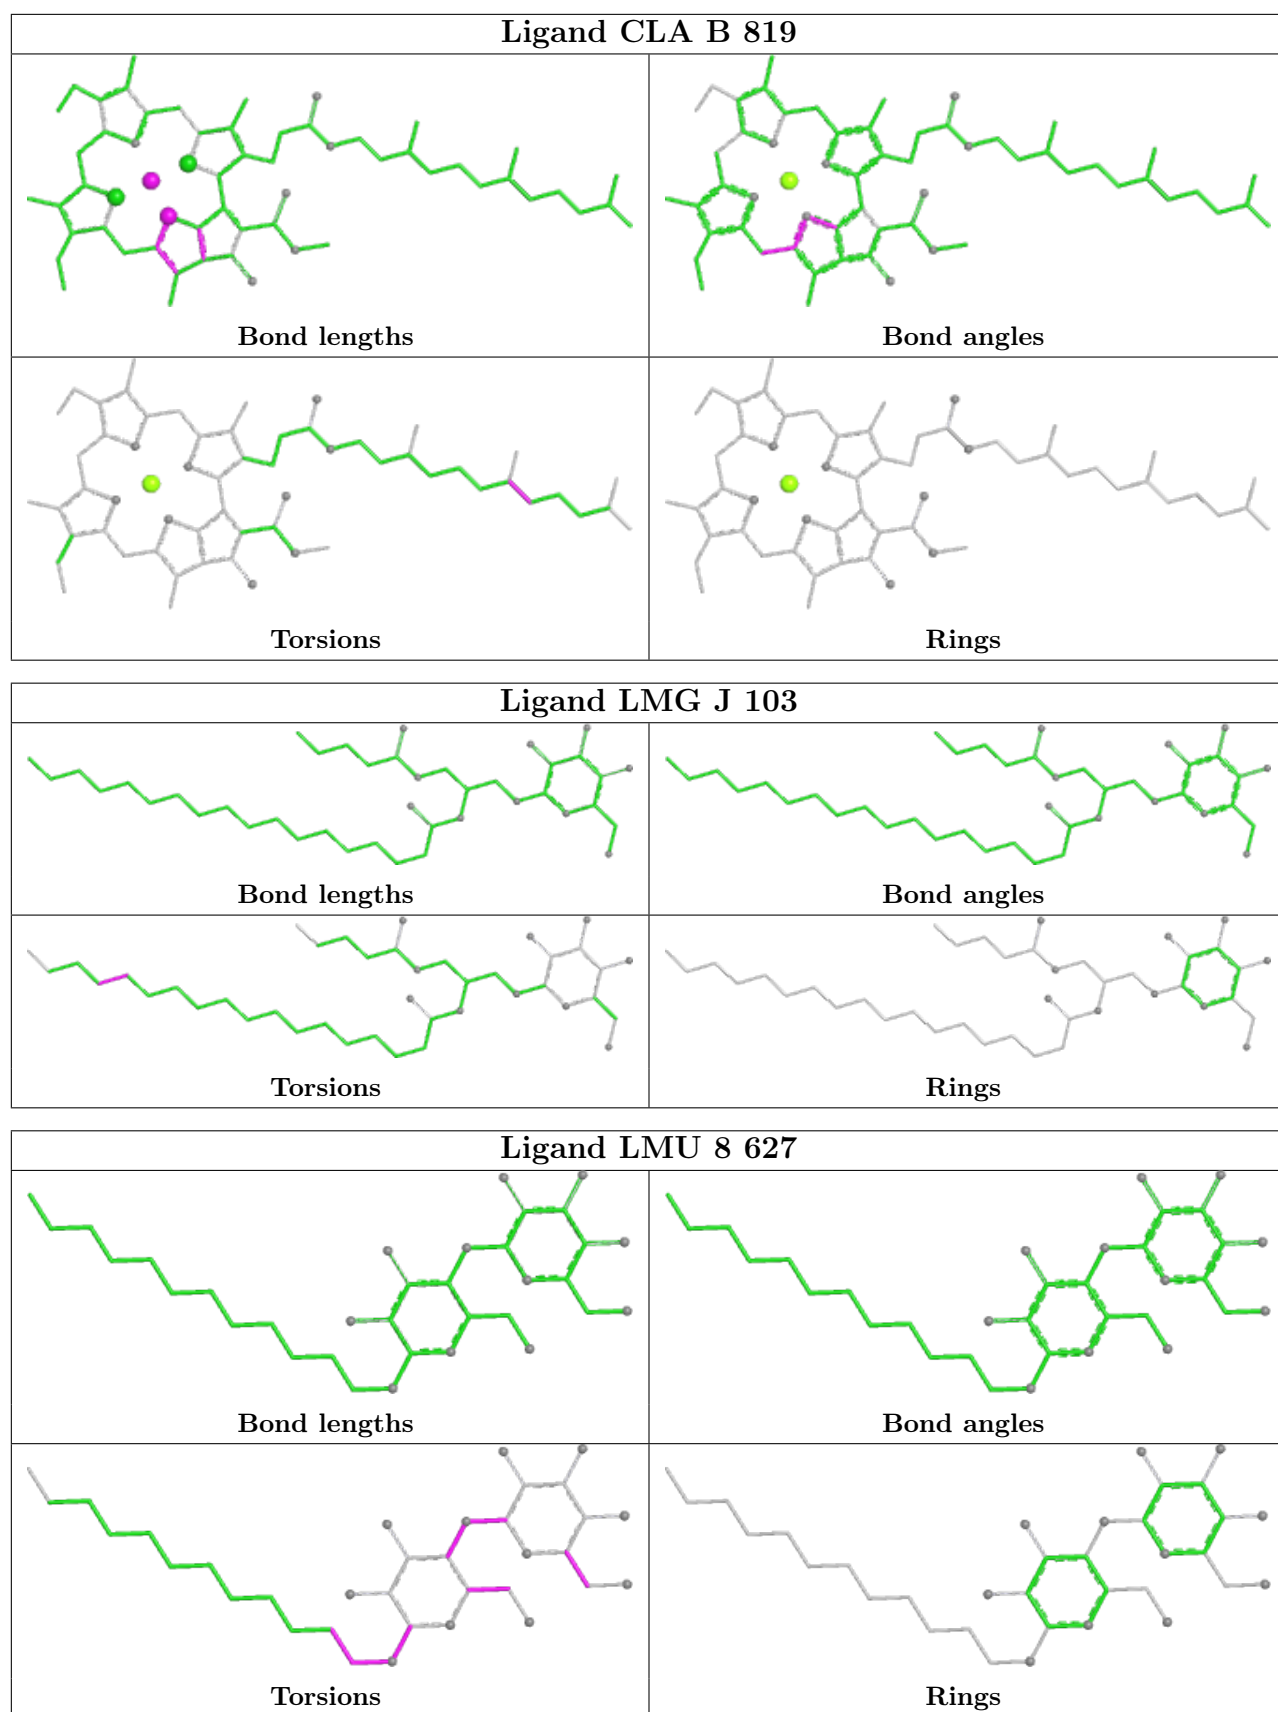 Ligand CLA B 819
Bond lengths
Bond angles
Torsions
Rings
Ligand LMG J 103
Bond lengths
Bond angles
Torsions
Rings
Ligand LMU 8 627
Bond lengths
Bond angles
Torsions
Rings